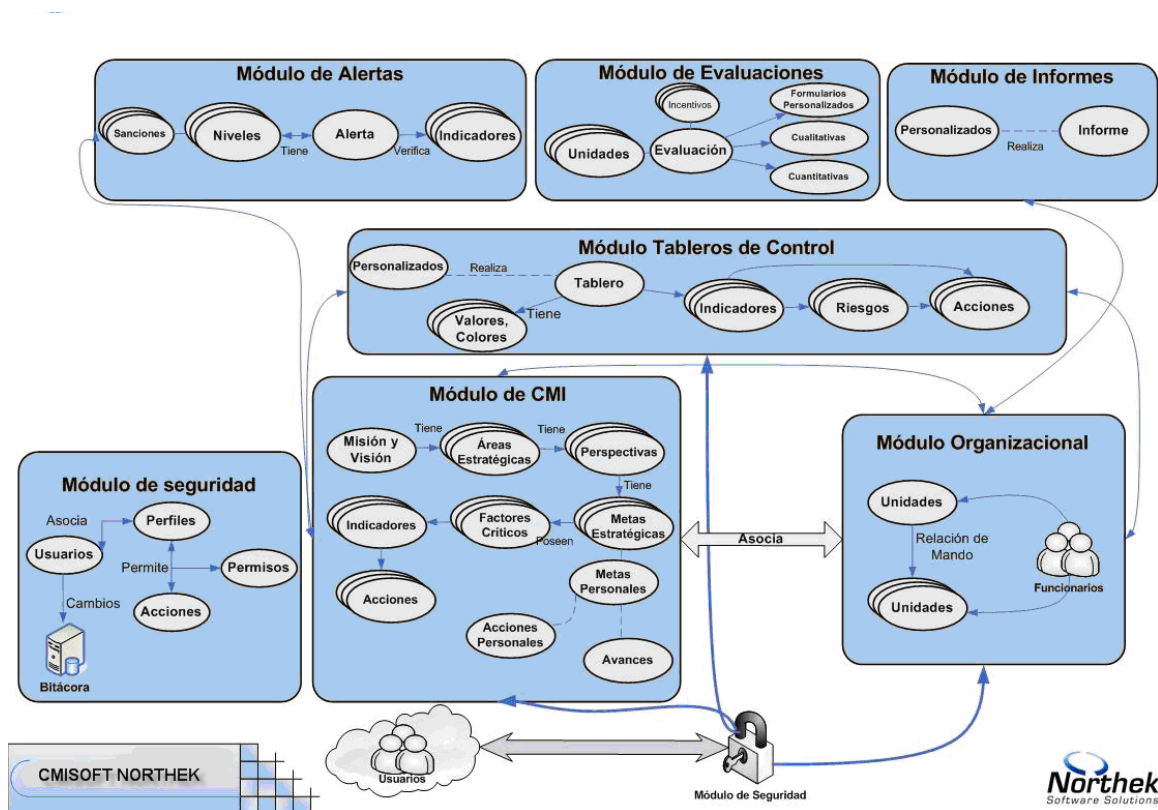 Módulo de Alertas
Sanciones
Niveles
Tiene
Alerta
Verifica
Indicadores
Módulo de Evaluaciones
Incentivos
Unidades
Evaluación
Formularios
Personalizados
Cualitativas
Cuantitativas
Módulo de Informes
Personalizados
Realiza
Informe
Módulo Tableros de Control
Personalizados
Realiza
Tablero
Tiene
Valores,
Colores
Indicadores
Riesgos
Acciones
Módulo de CMI
Misión y
Visión
Tiene
Áreas
Estratégicas
Tiene
Perspectivas
Tiene
Indicadores
Factores
Críticos
Poseen
Metas
Estratégicas
Acciones
Metas
Personales
Acciones
Personales
Avances
Asocia
Módulo Organizacional
Unidades
Relación de
Mando
Unidades
Funcionarios
Módulo de seguridad
Asocia
Perfiles
Usuarios
Permite
Permisos
Cambios
Acciones
Bitácora
CMISOFT NORTHEK
Usuarios
Módulo de Seguridad
Northek
Software Solutions